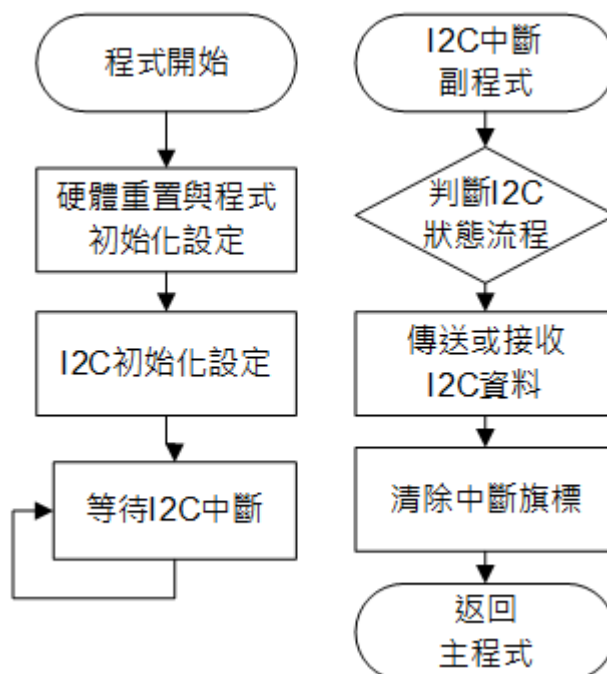 程式開始
硬體重置與程式
初始化設定
I2C初始化設定
等待I2C中斷
I2C中斷
副程式
判斷I2C
狀態流程
傳送或接收
I2C資料
清除中斷旗標
返回
主程式